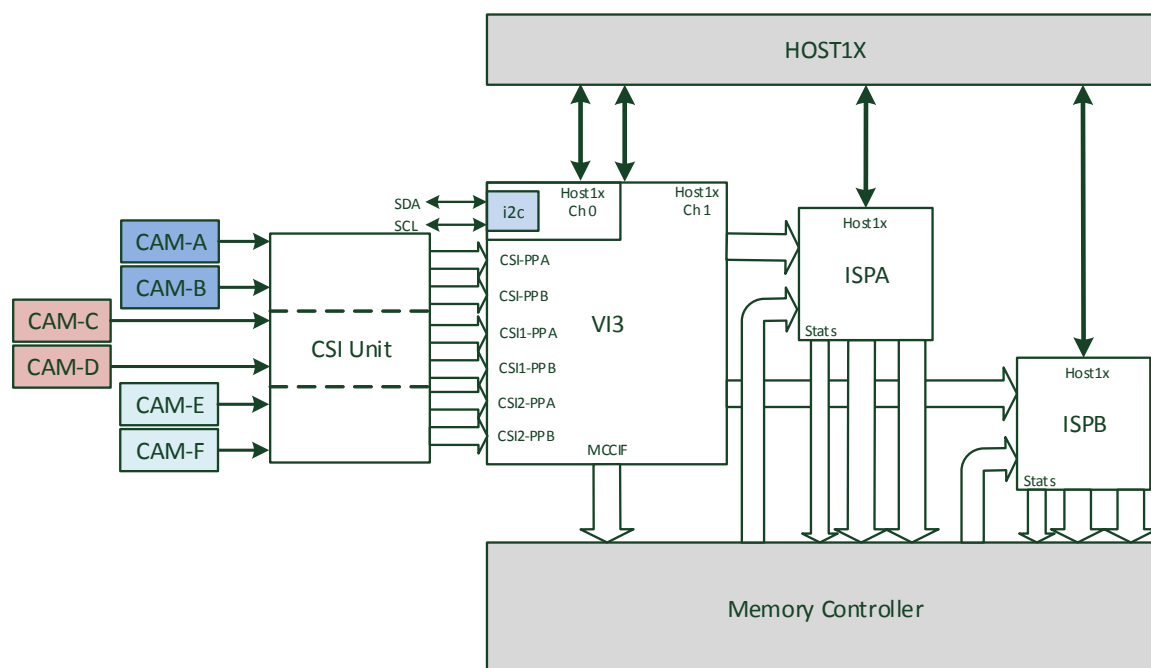 HOST1X
SDA
SCL
i2c
Host1x
Ch 0
Host1x
Ch 1
CAM-A
CAM-B
CAM-C
CAM-D
CAM-E
CAM-F
CSI Unit
CSI-PPA
CSI-PPB
CSI1-PPA
CSI1-PPB
CSI2-PPA
CSI2-PPB
VI3
MCCIF
Host1x
ISPA
Stats
Host1x
ISPB
Stats
Memory Controller